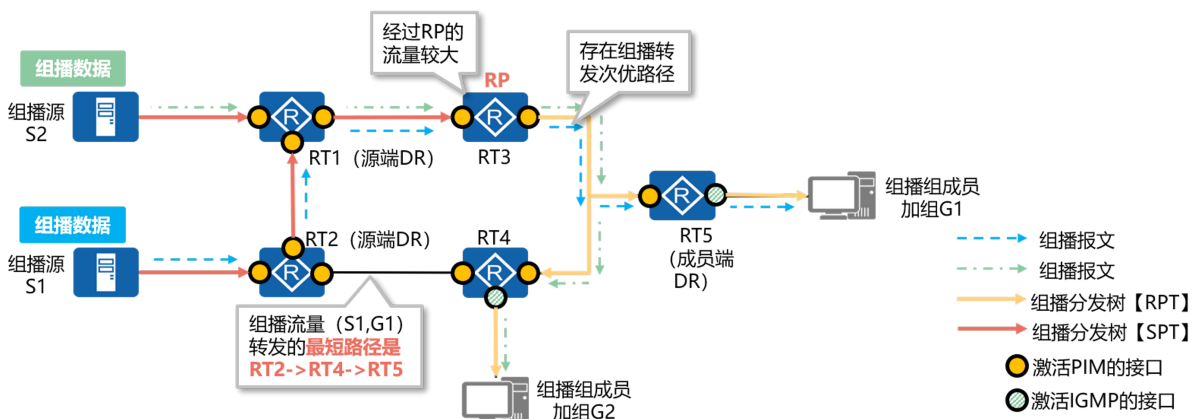 经过RP的
流量较大
存在组播转
发次优路径
组播数据
RP
组播源
S2
R
R
RT1（源端DR）
RT3
组播组成员
加组G1
R
组播数据
RT2（源端DR）
RT4
RT5
（成员端
DR）
组播源
S1
R
R
组播报文
组播报文
组播分发树【RPT】
组播分发树【SPT】
激活PIM的接口
激活IGMP的接口
组播流量（S1,G1）
转发的最短路径是
RT2->RT4->RT5
组播组成员
加组G2